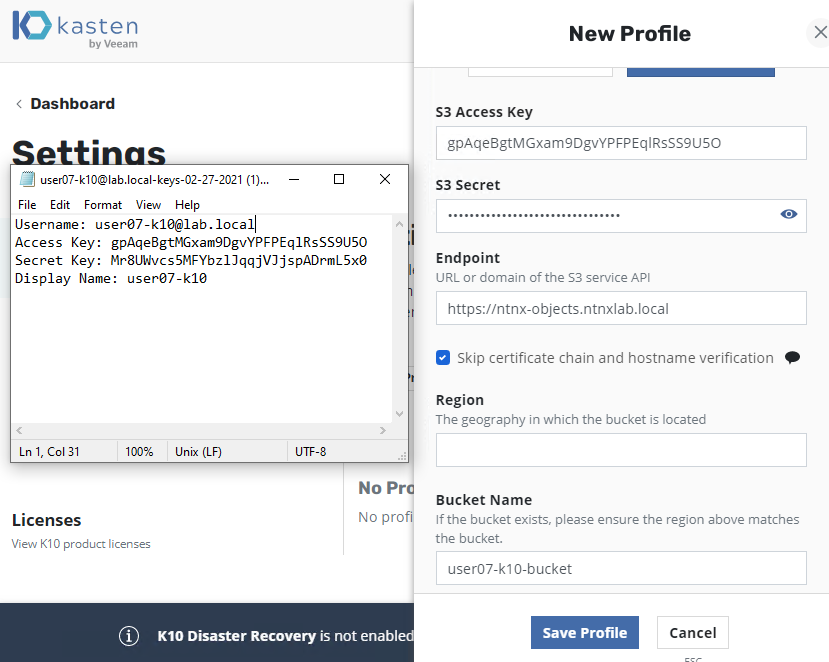 kasten
by Veeam
Dashboard
Settings
user07-k10@lab.local-keys-02-27-2021 (1)...
File Edit Format View Help
Username: user07-k10@lab.local
Access Key: gpAqeBgtMGxam9DgvYPFPEqlRsSS9U5O
Secret Key: Mr8UWvcs5MFYbzlJqqjVJjspADrmL5x0
Display Name: user07-k10
Ln 1, Col 31 100% Unix (LF) UTF-8
No Pro
No profi
Licenses
View K10 product licenses
K10 Disaster Recovery is not enabled
New Profile
S3 Access Key
gpAqeBgtMGxam9DgvYPFPEqlRsSS9U5O
S3 Secret
••••••••••••••••••••••••••••••••
Endpoint
URL or domain of the S3 service API
https://ntnx-objects.ntnxlab.local
Skip certificate chain and hostname verification
Region
The geography in which the bucket is located
Bucket Name
If the bucket exists, please ensure the region above matches
the bucket.
user07-k10-bucket
Save Profile Cancel